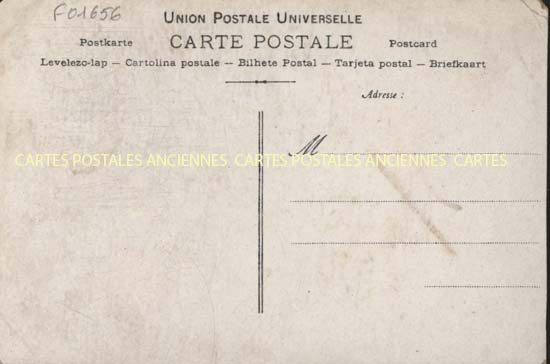 F01656
UNION POSTALE UNIVERSELLE
Postkarte CARTE POSTALE Postcard
Levelezo-lap — Cartolina postale — Bilhete Postal — Tarjeta postal — Briefkaart
Adresse :
M
CARTES POSTALES ANCIENNES CARTES POSTALES ANCIENNES CARTES